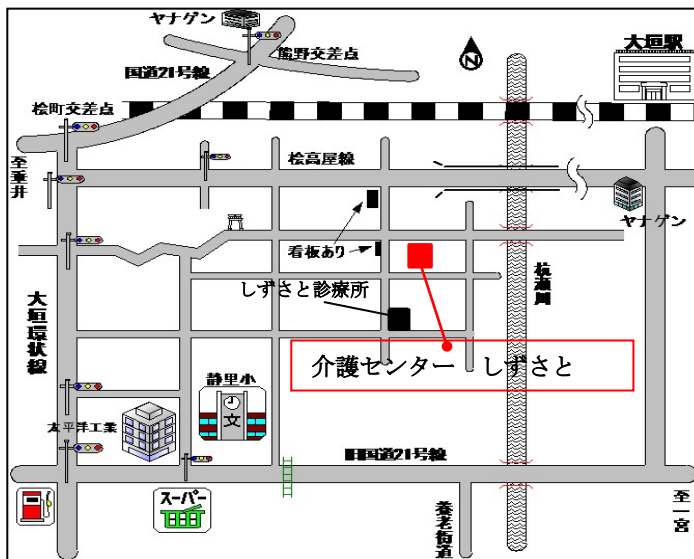 ヤナゲン
熊野交差点
国道21号線
N
大垣駅
桧町交差点
至垂井
桧高屋線
ヤナゲン
看板あり
杭瀬川
しずさと診療所
大垣環状線
介護センター しずさと
静里小
文
太平洋工業
旧国道21号線
スーパー
養老街道
至一宮